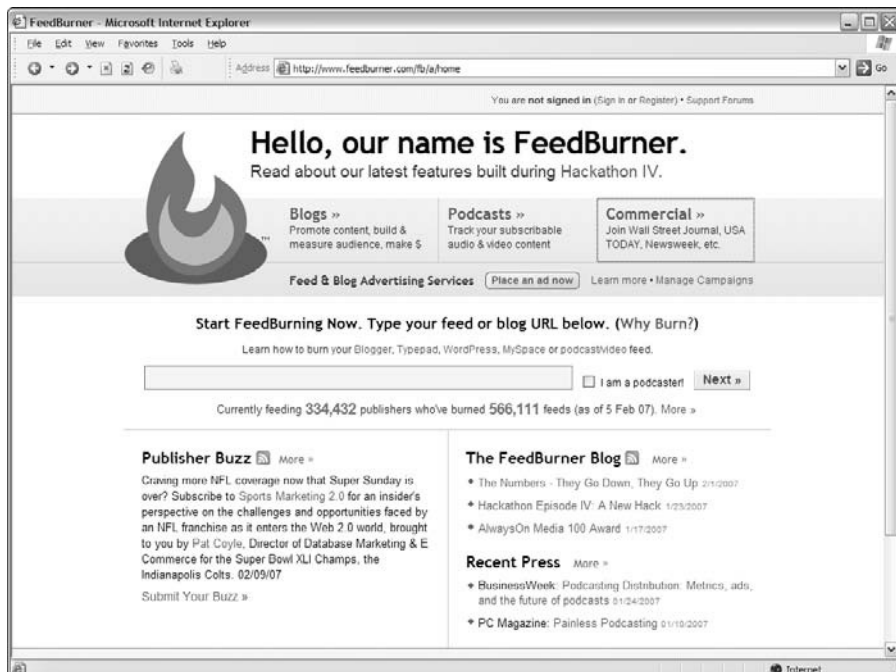 FeedBurner - Microsoft Internet Explorer
File Edit View Favorites Tools Help
Address http://www.feedburner.com/fb/a/home Go
You are not signed in (Sign In or Register) • Support Forums
Hello, our name is FeedBurner.
Read about our latest features built during Hackathon IV.
Blogs »
Promote content, build &
measure audience, make $
Podcasts »
Track your subscribable
audio & video content
Commercial »
Join Wall Street Journal, USA
TODAY, Newsweek, etc.
TM
Feed & Blog Advertising Services Place an ad now Learn more • Manage Campaigns
Start FeedBurning Now. Type your feed or blog URL below. (Why Burn?)
Learn how to burn your Blogger, Typepad, WordPress, MySpace or podcast/video feed.
I am a podcaster! Next »
Currently feeding 334,432 publishers who've burned 566,111 feeds (as of 5 Feb 07). More »
Publisher Buzz More »
Craving more NFL coverage now that Super Sunday is
over? Subscribe to Sports Marketing 2.0 for an insider's
perspective on the challenges and opportunities faced by
an NFL franchise as it enters the Web 2.0 world, brought
to you by Pat Coyle, Director of Database Marketing & E
Commerce for the Super Bowl XLI Champs, the
Indianapolis Colts. 02/09/07
Submit Your Buzz »
The FeedBurner Blog More »
The Numbers - They Go Down, They Go Up 2/1/2007
Hackathon Episode IV: A New Hack 1/23/2007
AlwaysOn Media 100 Award 1/17/2007
Recent Press More »
BusinessWeek: Podcasting Distribution: Metrics, ads,
and the future of podcasts 01/24/2007
PC Magazine: Painless Podcasting 01/10/2007
Internet